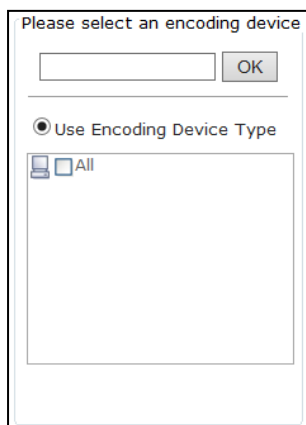 Please select an encoding device
OK
Use Encoding Device Type
All